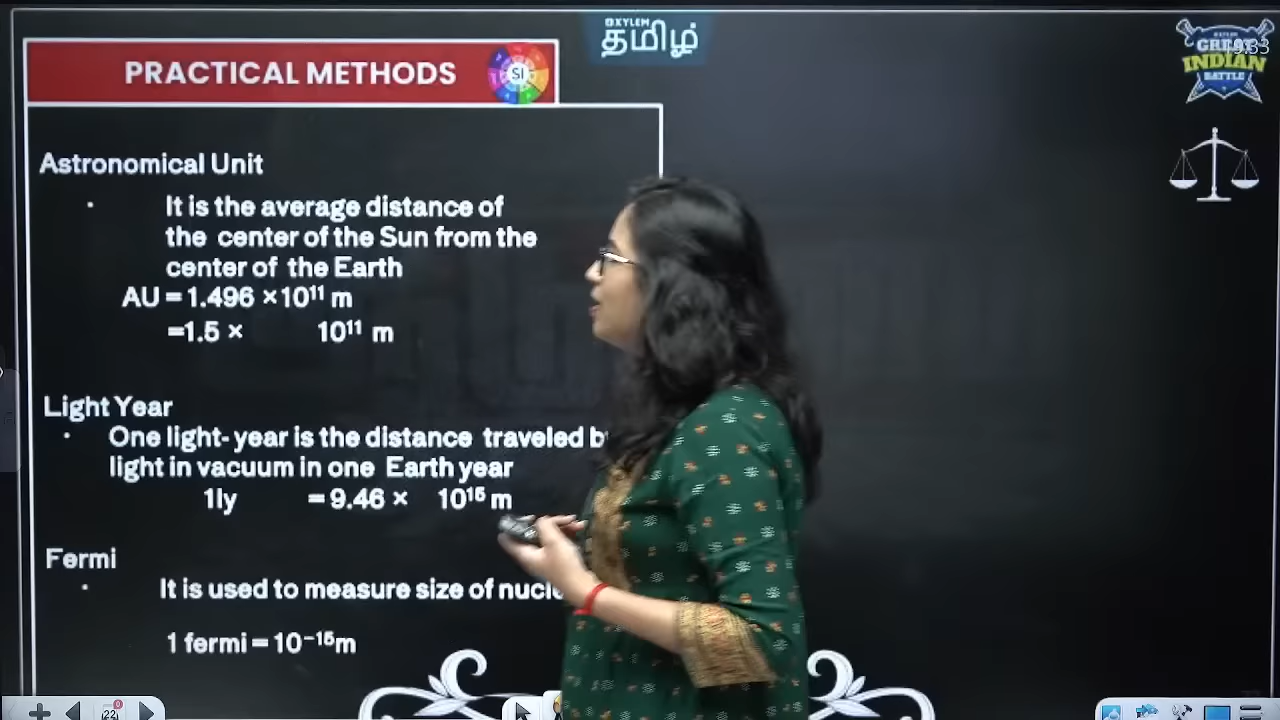 OXYLEM
தமிழ்
GREAT
INDIAN
BATTLE
PRACTICAL METHODS
SI
Astronomical Unit
· It is the average distance of
the center of the Sun from the
center of the Earth
AU = 1.496 ×10¹¹ m
=1.5 × 10¹¹ m
Light Year
· One light-year is the distance traveled
light in vacuum in one Earth year
1ly = 9.46 × 10¹⁵ m
Fermi
· It is used to measure size of
1 fermi = 10⁻¹⁵m
22